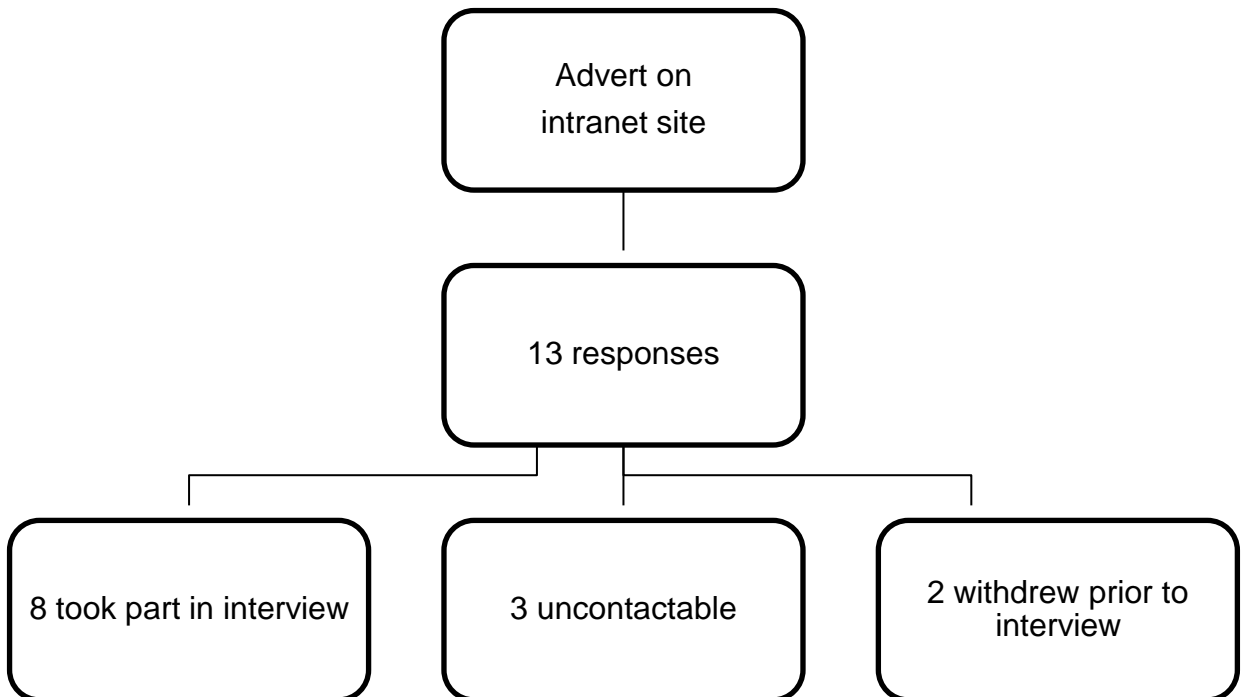 Advert on
intranet site
13 responses
8 took part in interview
3 uncontactable
2 withdrew prior to
interview